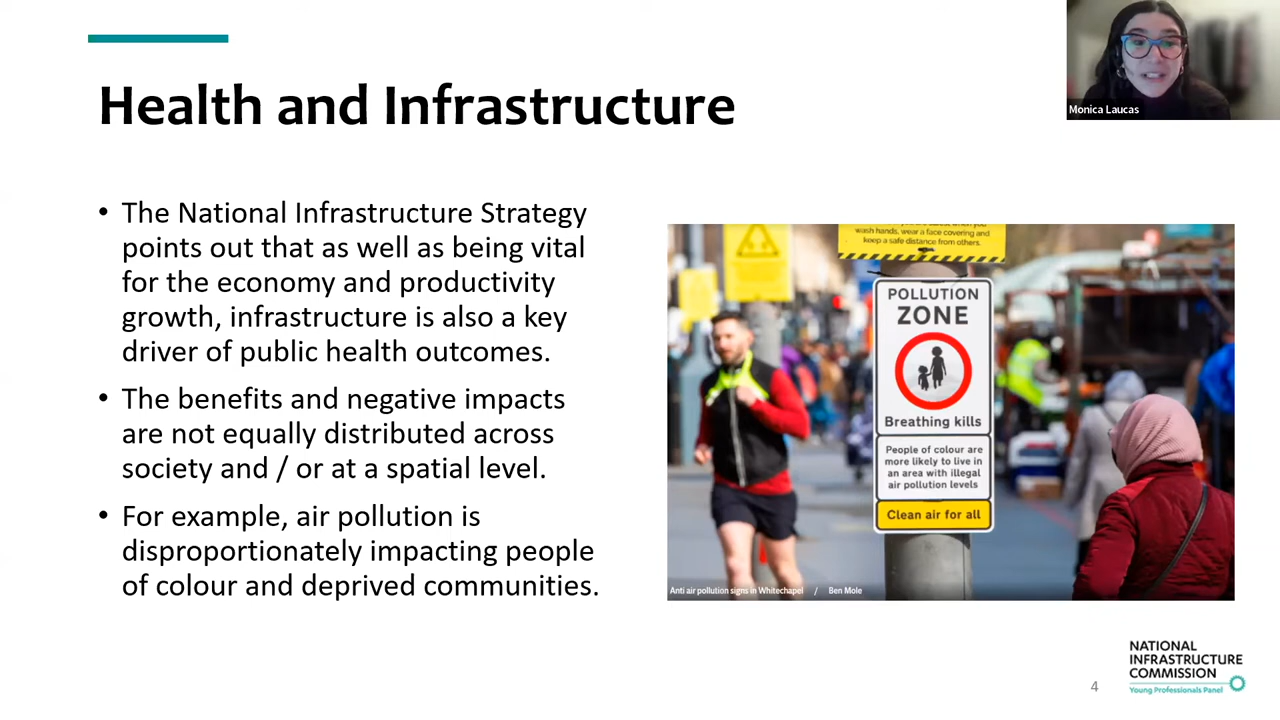 Health and Infrastructure
Monica Laucas
• The National Infrastructure Strategy
points out that as well as being vital
for the economy and productivity
growth, infrastructure is also a key
driver of public health outcomes.
• The benefits and negative impacts
are not equally distributed across
society and / or at a spatial level.
• For example, air pollution is
disproportionately impacting people
of colour and deprived communities.
wash hands, wear a face covering and
keep a safe distance from others.
POLLUTION
ZONE
Breathing kills
People of colour are
more likely to live in
an area with illegal
air pollution levels
Clean air for all
Anti air pollution signs in Whitechapel / Ben Mole
4
NATIONAL
INFRASTRUCTURE
COMMISSION
Young Professionals Panel